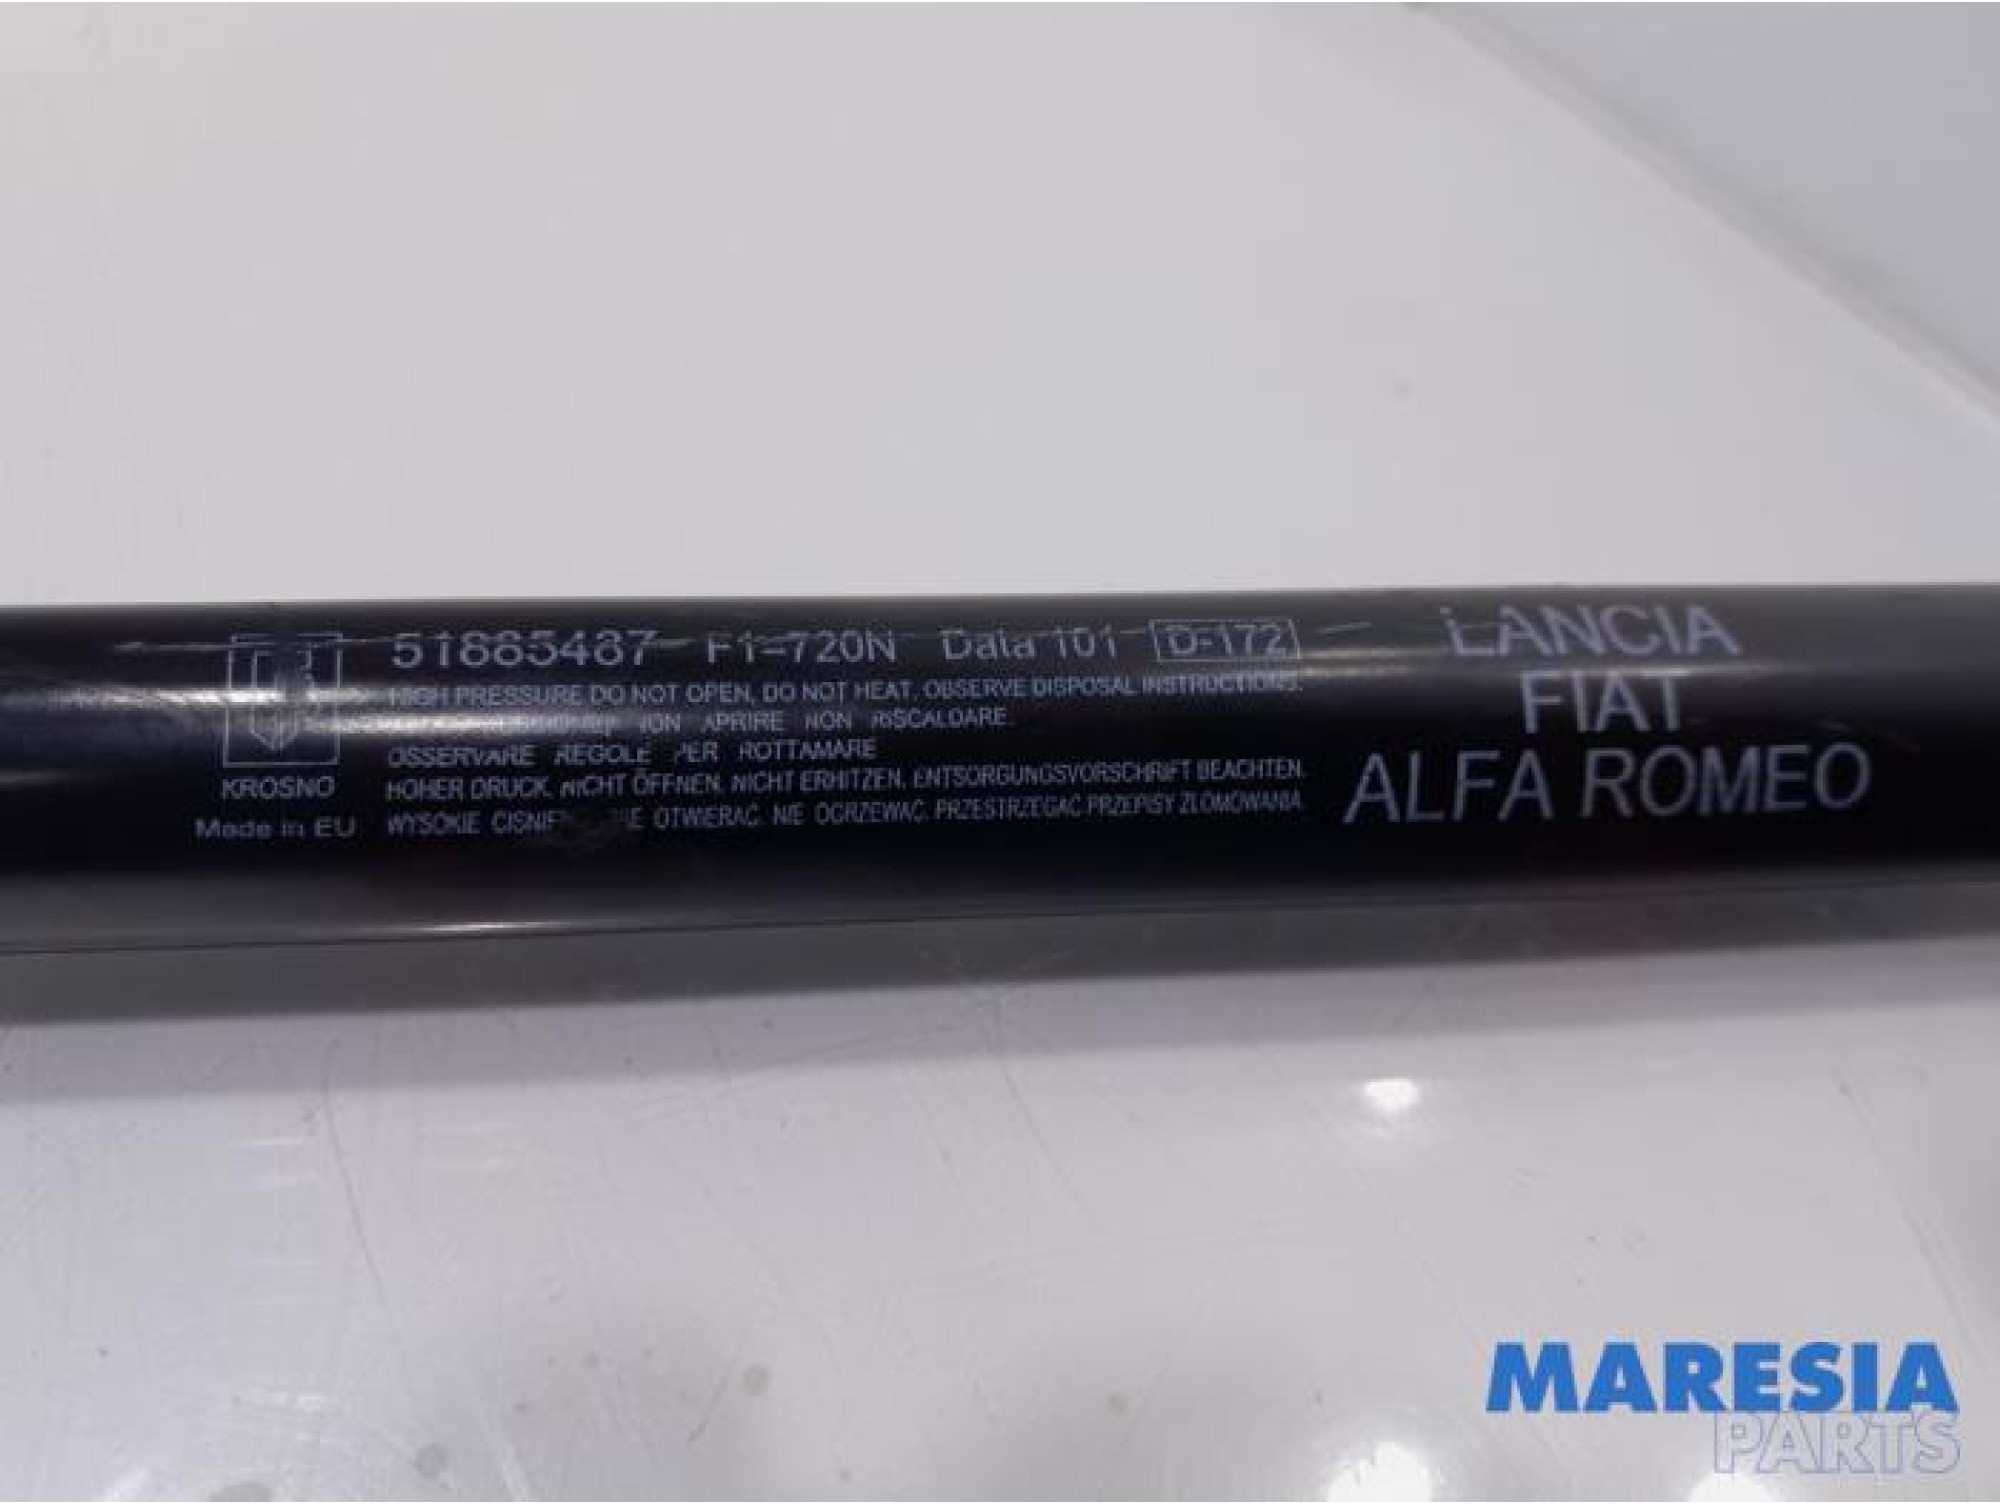 51885487 F1=720N Data 101 D-172
HIGH PRESSURE DO NOT OPEN, DO NOT HEAT, OBSERVE DISPOSAL INSTRUCTIONS.
NON APRIRE NON RISCALDARE.
OSSERVARE REGOLE PER ROTTAMARE
HOHER DRUCK, NICHT ÖFFNEN, NICHT ERHITZEN, ENTSORGUNGSVORSCHRIFT BEACHTEN.
WYSOKIE OTWIERAC, NIE OGRZEWAC, PRZESTRZEGAC PRZEPISY ZLOMOWANIA.
KROSNO
Made in EU
LANCIA
FIAT
ALFA ROMEO
MARESIA
PARTS